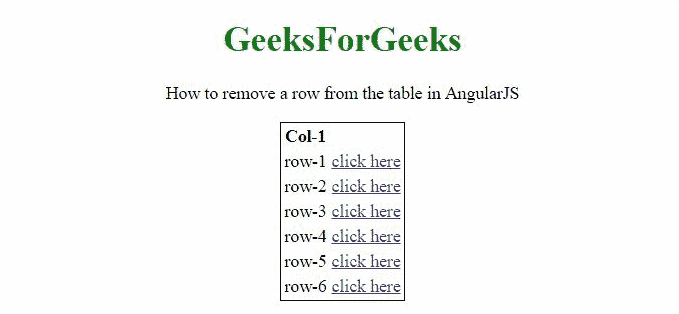 GeeksForGeeks
How to remove a row from the table in AngularJS
Col-1
row-1 click here
row-2 click here
row-3 click here
row-4 click here
row-5 click here
row-6 click here